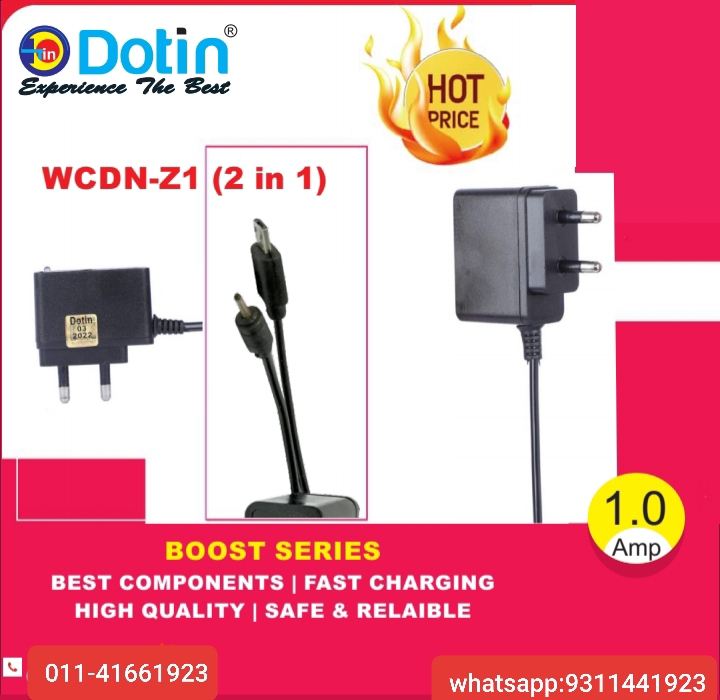 in
Dotin®
Experience The Best
HOT
PRICE
WCDN-Z1 (2 in 1)
Dotin
03
2022
1.0
Amp
BOOST SERIES
BEST COMPONENTS | FAST CHARGING
HIGH QUALITY | SAFE & RELAIBLE
011-41661923
whatsapp:9311441923